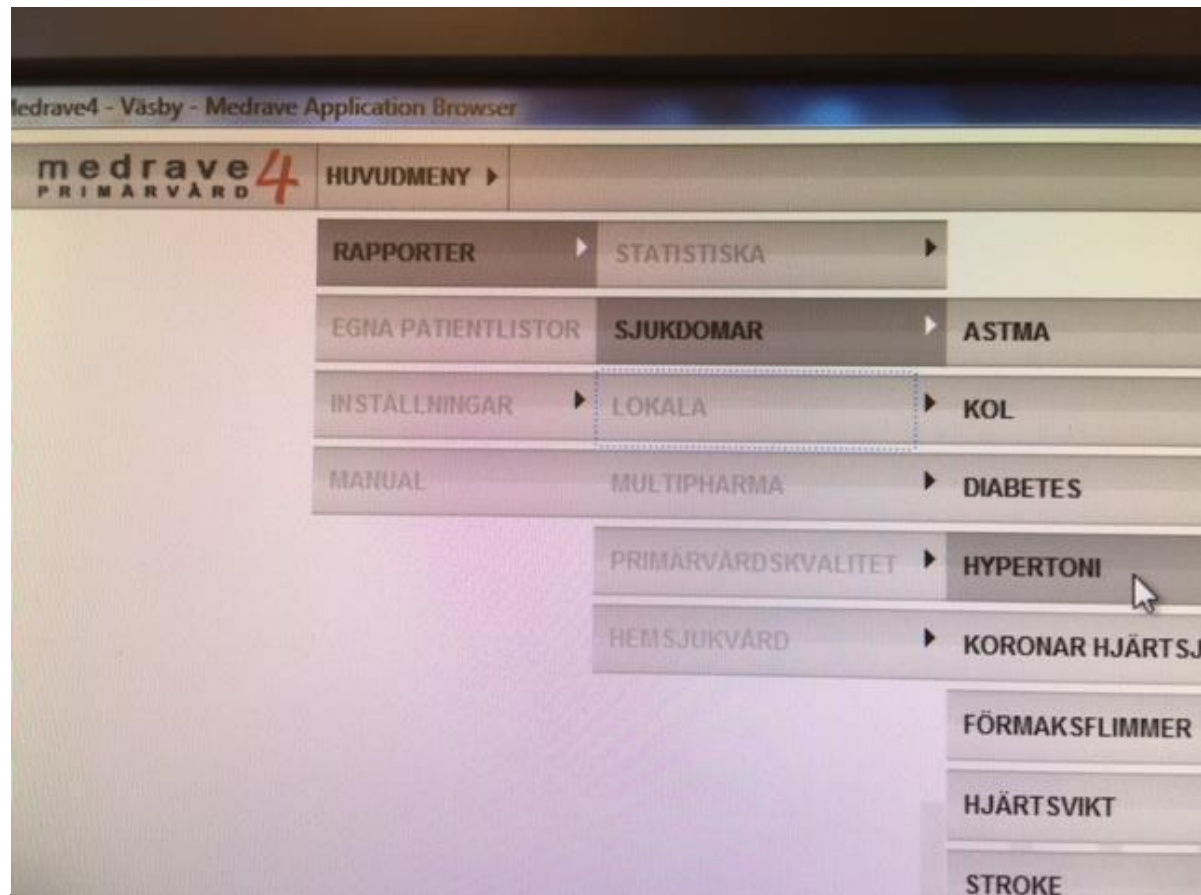 edrave4 - Väsby - Medrave Application Browser
medrave4
PRIMÄRVÅRD
HUVUDMENY
RAPPORTER
STATISTISKA
EGNA PATIENTLISTOR
SJUKDOMAR
ASTMA
INSTÄLLNINGAR
LOKALA
KOL
MANUAL
MULTIPHARMA
DIABETES
PRIMÄRVÅRDSKVALITET
HYPERTONI
HEMSJUKVÅRD
KORONAR HJÄRTSJ
FÖRMAKSFLIMMER
HJÄRTSVIKT
STROKE